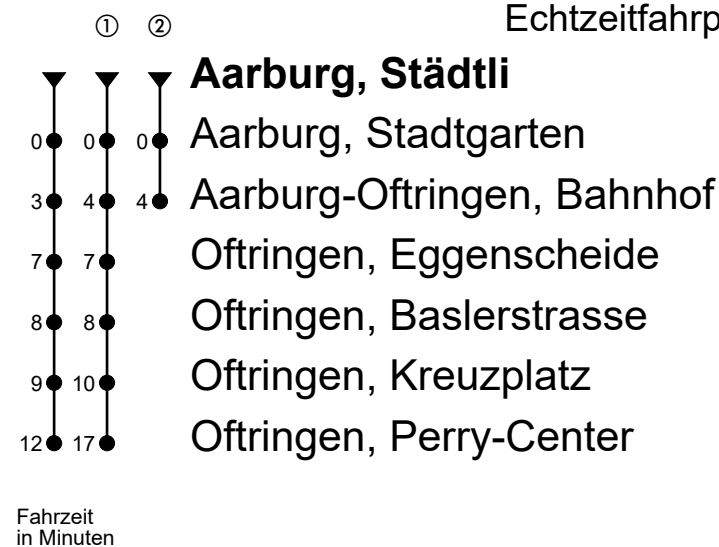 ① ② Echtzeitfahrp
Aarburg, Städtli
0 0 0 Aarburg, Stadtgarten
3 4 4 Aarburg-Oftringen, Bahnhof
7 7 Oftringen, Eggenscheide
8 8 Oftringen, Baslerstrasse
9 10 Oftringen, Kreuzplatz
12 17 Oftringen, Perry-Center
Fahrzeit
in Minuten